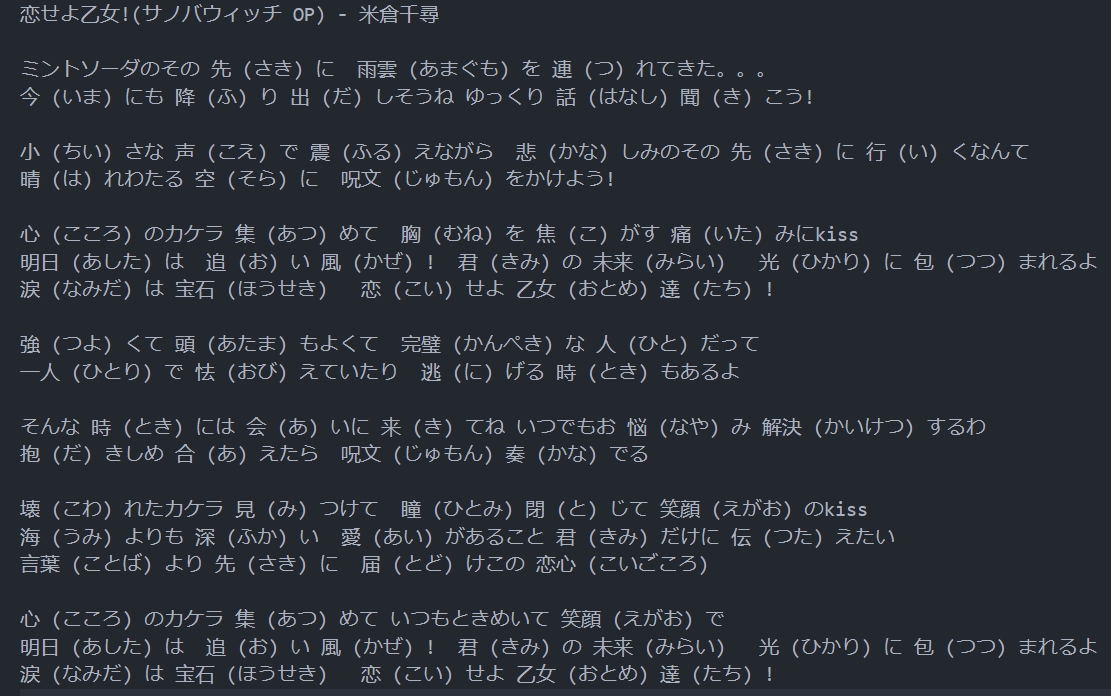 恋せよ乙女!(サノバウィッチ OP) - 米倉千尋
ミントソーダのその 先 (さき) に　雨雲 (あまぐも) を 連 (つ) れてきた。。。
今 (いま) にも 降 (ふ) り 出 (だ) しそうね ゆっくり 話 (はなし) 聞 (き) こう!
小 (ちい) さな 声 (こえ) で 震 (ふる) えながら　悲 (かな) しみのその 先 (さき) に 行 (い) くなんて
晴 (は) れわたる 空 (そら) に　呪文 (じゅもん) をかけよう!
心 (こころ) のカケラ 集 (あつ) めて　胸 (むね) を 焦 (こ) がす 痛 (いた) みにkiss
明日 (あした) は　追 (お) い 風 (かぜ) !　君 (きみ) の 未来 (みらい)　 光 (ひかり) に 包 (つつ) まれるよ
涙 (なみだ) は 宝石 (ほうせき)　 恋 (こい) せよ 乙女 (おとめ) 達 (たち) !
強 (つよ) くて 頭 (あたま) もよくて　完璧 (かんぺき) な 人 (ひと) だって
一人 (ひとり) で 怯 (おび) えていたり　逃 (に) げる 時 (とき) もあるよ
そんな 時 (とき) には 会 (あ) いに 来 (き) てね いつでもお 悩 (なや) み 解決 (かいけつ) するわ
抱 (だ) きしめ 合 (あ) えたら　呪文 (じゅもん) 奏 (かな) でる
壊 (こわ) れたカケラ 見 (み) つけて　瞳 (ひとみ) 閉 (と) じて 笑顔 (えがお) のkiss
海 (うみ) よりも 深 (ふか) い　愛 (あい) があること 君 (きみ) だけに 伝 (つた) えたい
言葉 (ことば) より 先 (さき) に　届 (とど) けこの 恋心 (こいごころ)
心 (こころ) のカケラ 集 (あつ) めて いつもときめいて 笑顔 (えがお) で
明日 (あした) は　追 (お) い 風 (かぜ) !　君 (きみ) の 未来 (みらい)　 光 (ひかり) に 包 (つつ) まれるよ
涙 (なみだ) は 宝石 (ほうせき)　 恋 (こい) せよ 乙女 (おとめ) 達 (たち) !